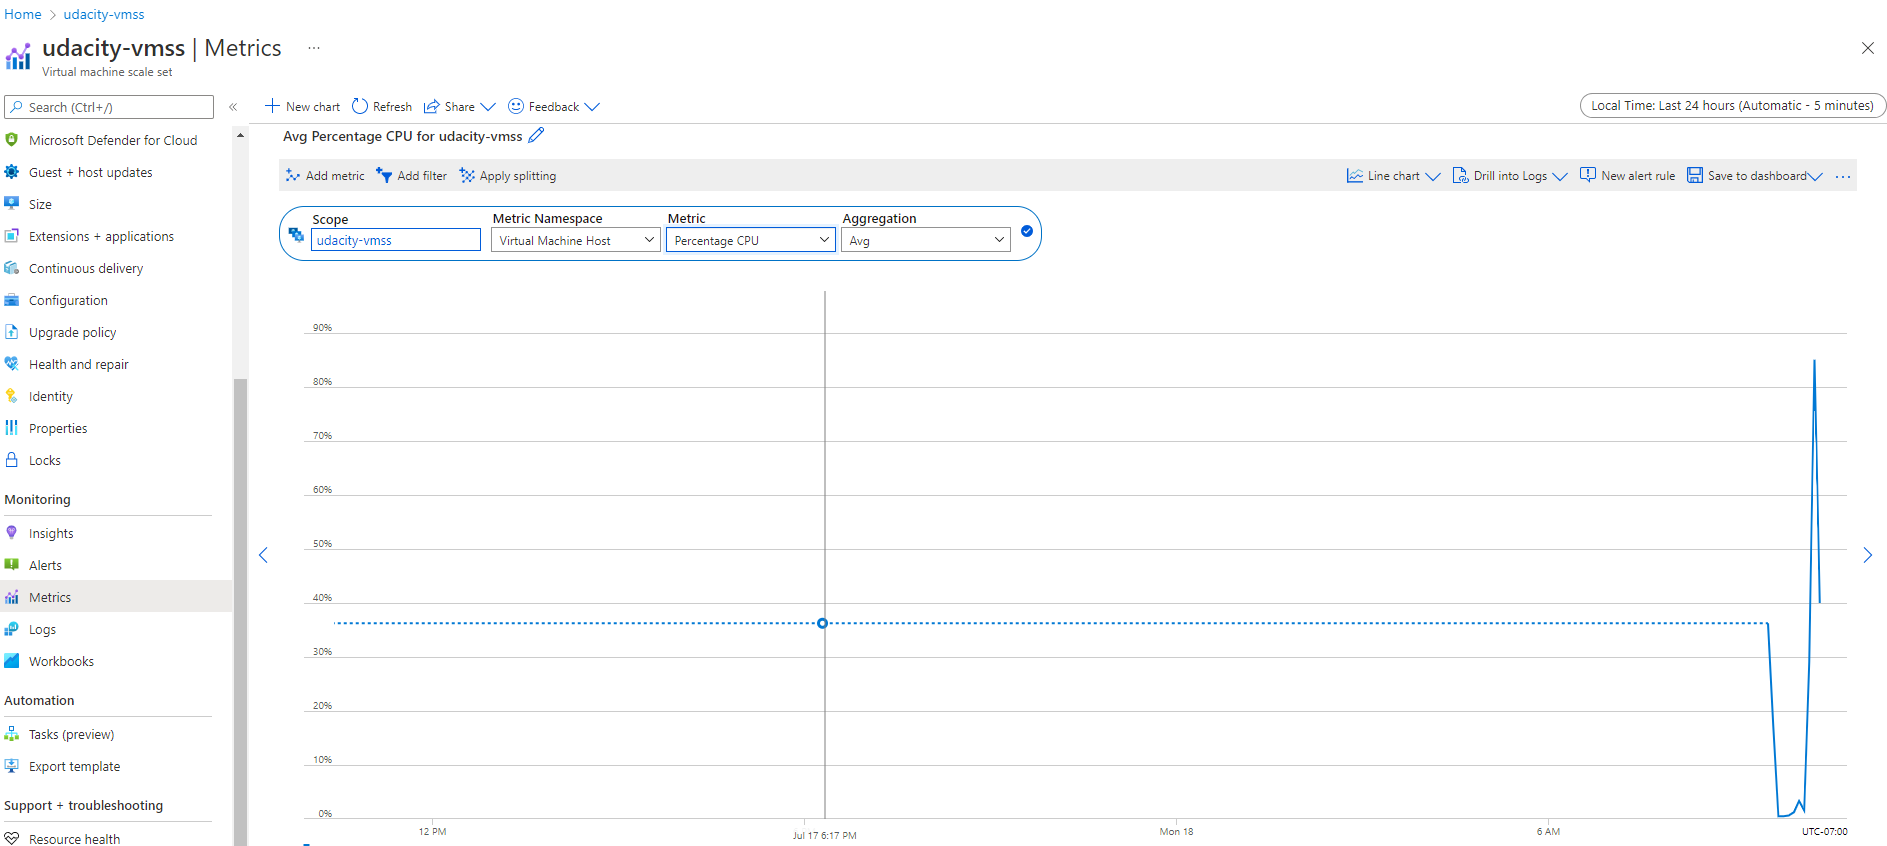 Home > udacity-vmss
udacity-vmss | Metrics ...
Virtual machine scale set
Search (Ctrl+/)
«
New chart Refresh Share Feedback
Local Time: Last 24 hours (Automatic - 5 minutes)
Microsoft Defender for Cloud
Guest + host updates
Size
Extensions + applications
Continuous delivery
Configuration
Upgrade policy
Health and repair
Identity
Properties
Locks
Monitoring
Insights
Alerts
Metrics
Logs
Workbooks
Automation
Tasks (preview)
Export template
Support + troubleshooting
Resource health
Avg Percentage CPU for udacity-vmss
Add metric Add filter Apply splitting
Line chart Drill into Logs New alert rule Save to dashboard ...
Scope Metric Namespace Metric Aggregation
udacity-vmss Virtual Machine Host Percentage CPU Avg
90%
80%
70%
60%
50%
40%
30%
20%
10%
0%
12 PM Jul 17 6:17 PM Mon 18 6 AM UTC-07:00